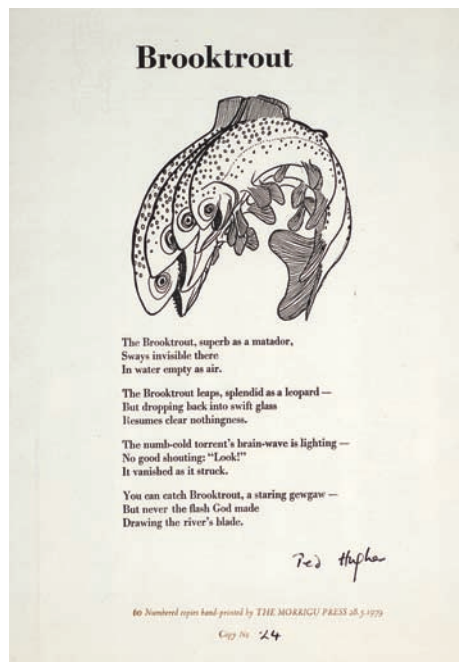 Brooktrout
The Brooktrout, superb as a matador,
Sways invisible there
In water empty as air.
The Brooktrout leaps, splendid as a leopard —
But dropping back into swift glass
Resumes clear nothingness.
The numb-cold torrent's brain-wave is lighting —
No good shouting: "Look!"
It vanished as it struck.
You can catch Brooktrout, a staring gewgaw —
But never the flash God made
Drawing the river's blade.
Ted Hughes
60 Numbered copies hand-printed by THE MORRIGU PRESS 28.5.1979
Copy No 24